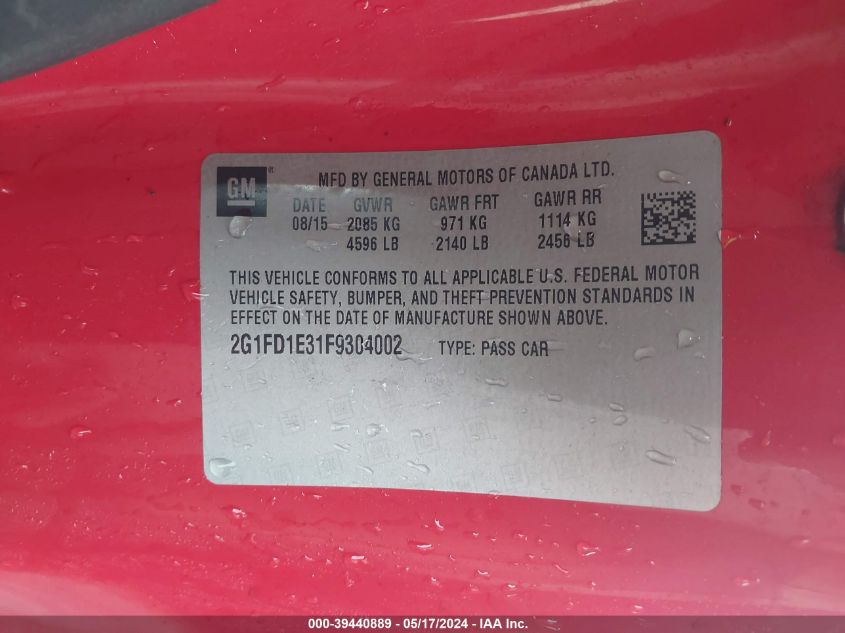 GM®
MFD BY GENERAL MOTORS OF CANADA LTD.
DATE GVWR GAWR FRT GAWR RR
08/15 2085 KG 971 KG 1114 KG
4596 LB 2140 LB 2456 LB
THIS VEHICLE CONFORMS TO ALL APPLICABLE U.S. FEDERAL MOTOR
VEHICLE SAFETY, BUMPER, AND THEFT PREVENTION STANDARDS IN
EFFECT ON THE DATE OF MANUFACTURE SHOWN ABOVE.
2G1FD1E31F9304002 TYPE: PASS CAR
000-39440889 / 05/17/2024 - IAA Inc.